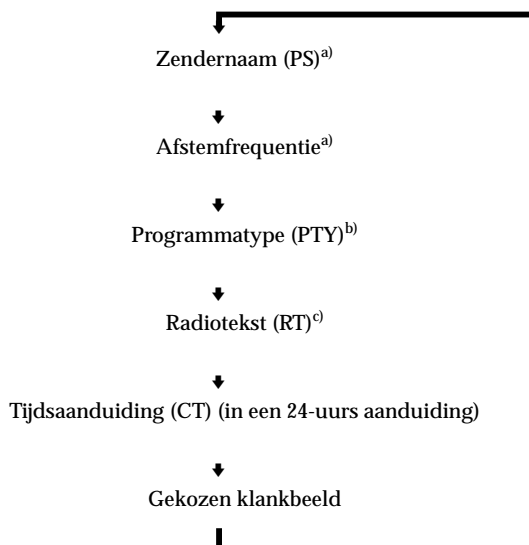 Zendernaam (PS)a)
Afstemfrequentiea)
Programmatype (PTY)b)
Radiotekst (RT)c)
Tijdsaanduiding (CT) (in een 24-uurs aanduiding)
Gekozen klankbeeld